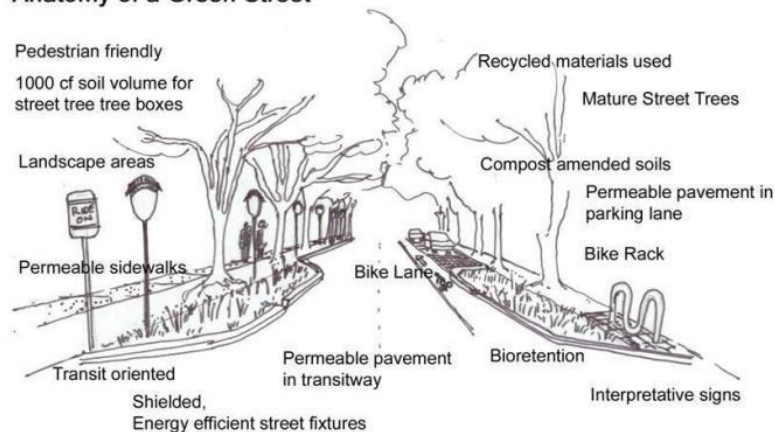 Anatomy of a Green Street
Pedestrian friendly
1000 cf soil volume for
street tree tree boxes
Landscape areas
RIDE
ON
Permeable sidewalks
Transit oriented
Shielded,
Energy efficient street fixtures
Permeable pavement
in transitway
Bike Lane
Recycled materials used
Mature Street Trees
Compost amended soils
Permeable pavement in
parking lane
Bike Rack
Bioretention
Interpretative signs